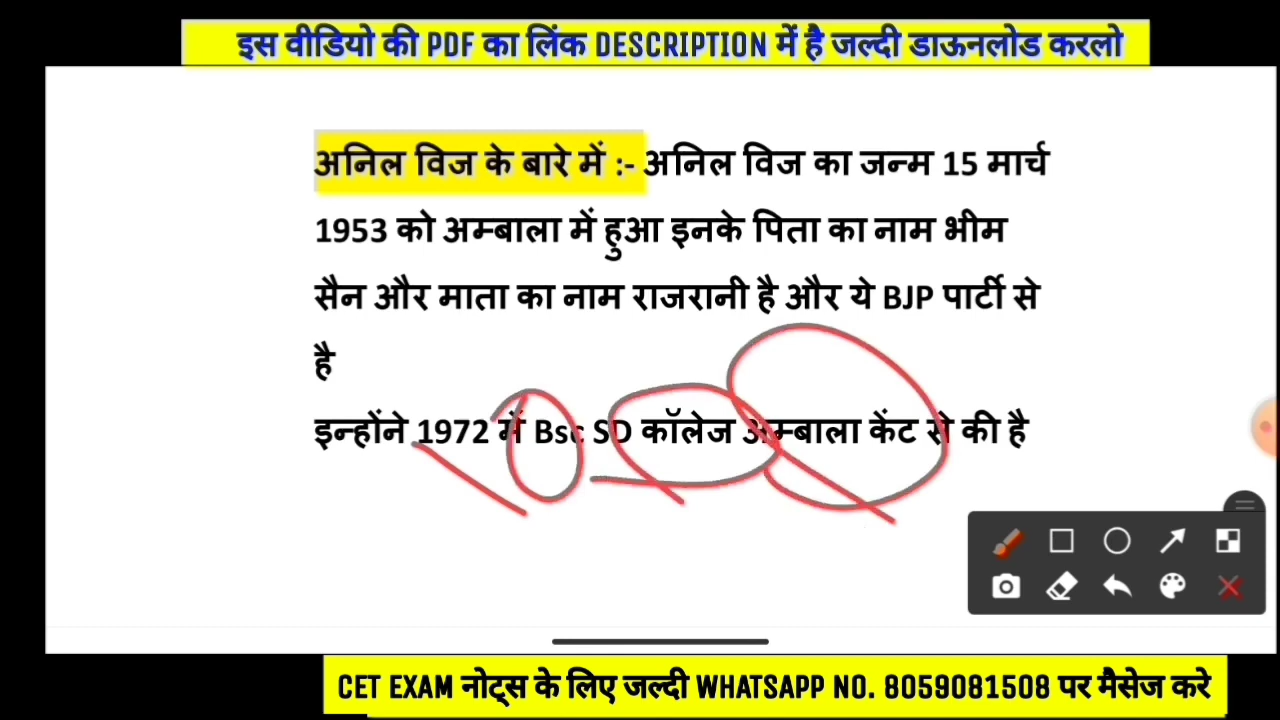 इस वीडियो की PDF का लिंक DESCRIPTION में है जल्दी डाऊनलोड करलो
अनिल विज के बारे में :- अनिल विज का जन्म 15 मार्च
1953 को अम्बाला में हुआ इनके पिता का नाम भीम
सैन और माता का नाम राजरानी है और ये BJP पार्टी से
है
इन्होंने 1972 में Bsc SD कॉलेज अम्बाला केंट से की है
CET EXAM नोट्स के लिए जल्दी WHATSAPP NO. 8059081508 पर मैसेज करे